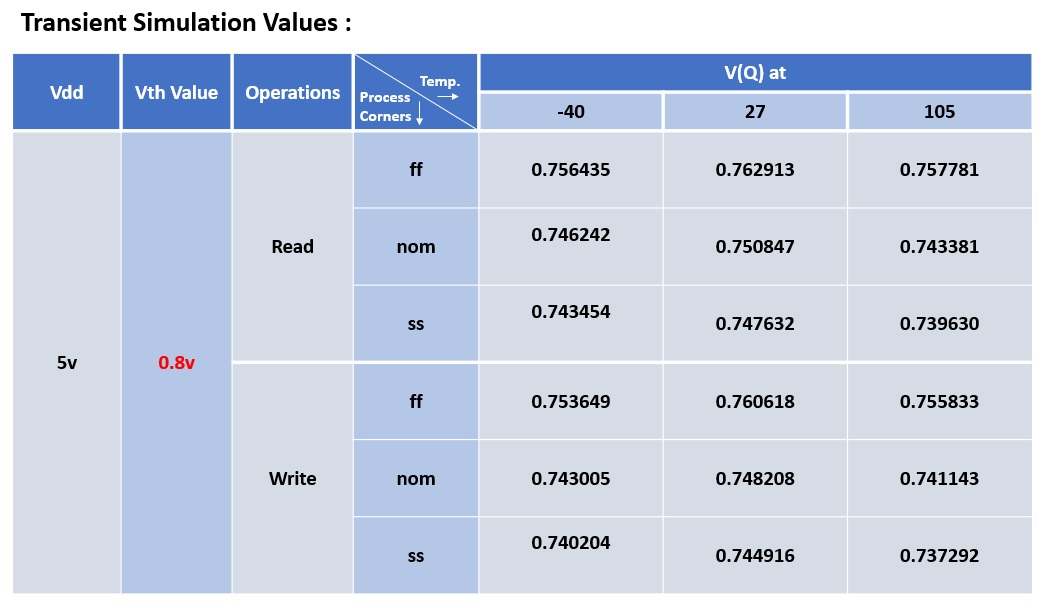 Transient Simulation Values :
Vdd Vth Value Operations Temp. → Process Corners ↓ V(Q) at
-40 27 105
5v 0.8v
Read
ff 0.756435 0.762913 0.757781
nom 0.746242 0.750847 0.743381
ss 0.743454 0.747632 0.739630
Write
ff 0.753649 0.760618 0.755833
nom 0.743005 0.748208 0.741143
ss 0.740204 0.744916 0.737292